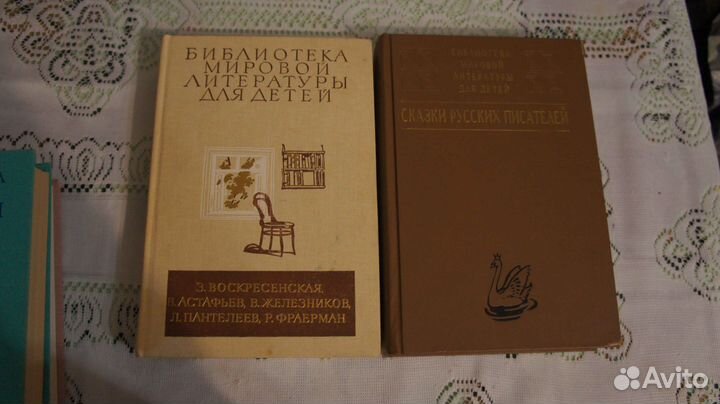 БИБЛИОТЕКА
МИРОВОЙ
ЛИТЕРАТУРЫ
ДЛЯ ДЕТЕЙ
З. ВОСКРЕСЕНСКАЯ,
В. АСТАФЬЕВ, В. ЖЕЛЕЗНИКОВ,
Л. ПАНТЕЛЕЕВ, Р. ФРАЕРМАН
БИБЛИОТЕКА
МИРОВОЙ
ЛИТЕРАТУРЫ
ДЛЯ ДЕТЕЙ
СКАЗКИ РУССКИХ ПИСАТЕЛЕЙ
Avito